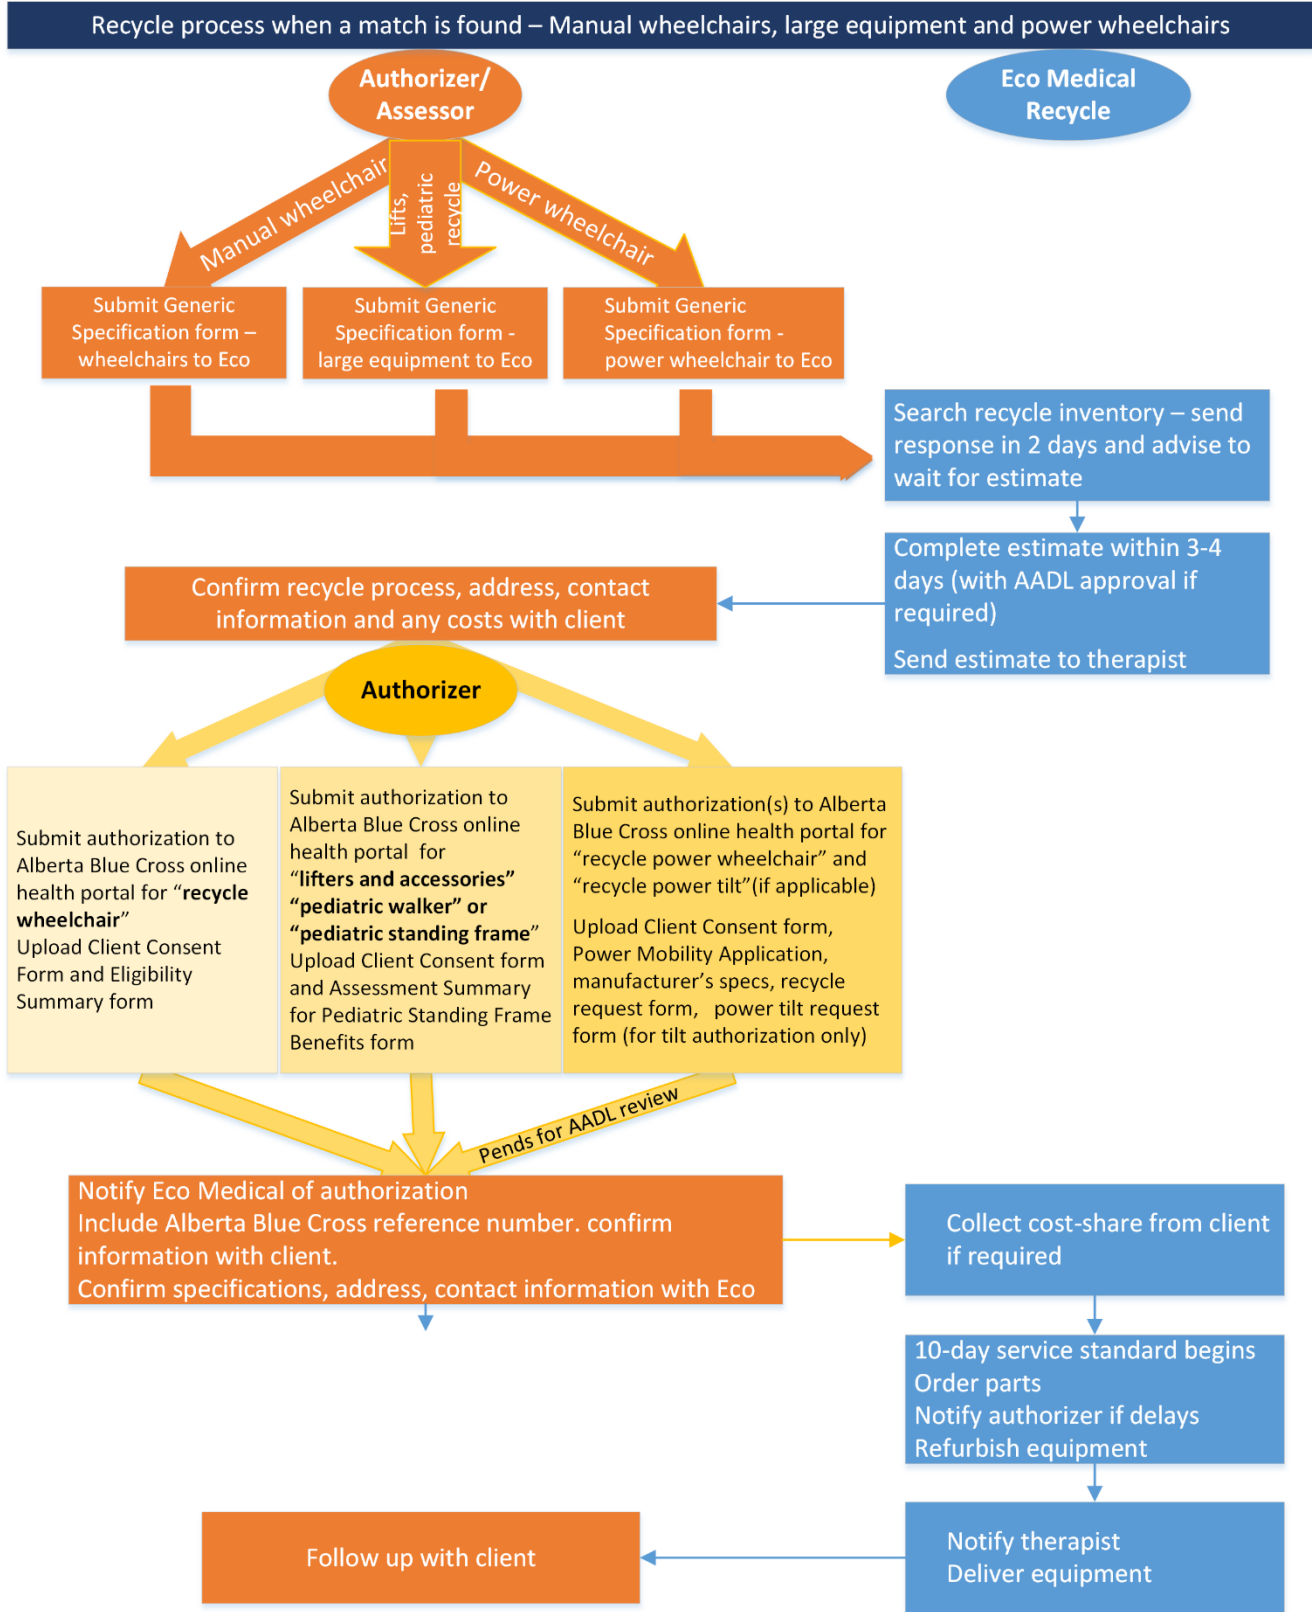 Recycle process when a match is found – Manual wheelchairs, large equipment and power wheelchairs
Authorizer/
Assessor
Eco Medical
Recycle
Manual wheelchair
Lifts,
pediatric
recycle
Power wheelchair
Submit Generic
Specification form –
wheelchairs to Eco
Submit Generic
Specification form -
large equipment to Eco
Submit Generic
Specification form -
power wheelchair to Eco
Search recycle inventory – send
response in 2 days and advise to
wait for estimate
Complete estimate within 3-4
days (with AADL approval if
required)
Send estimate to therapist
Confirm recycle process, address, contact
information and any costs with client
Authorizer
Submit authorization to
Alberta Blue Cross online
health portal for “recycle
wheelchair”
Upload Client Consent
Form and Eligibility
Summary form
Submit authorization to
Alberta Blue Cross online
health portal for
“lifters and accessories”
“pediatric walker” or
“pediatric standing frame”
Upload Client Consent form
and Assessment Summary
for Pediatric Standing Frame
Benefits form
Submit authorization(s) to Alberta
Blue Cross online health portal for
“recycle power wheelchair” and
“recycle power tilt”(if applicable)
Upload Client Consent form,
Power Mobility Application,
manufacturer’s specs, recycle
request form, power tilt request
form (for tilt authorization only)
Pends for AADL review
Notify Eco Medical of authorization
Include Alberta Blue Cross reference number. confirm
information with client.
Confirm specifications, address, contact information with Eco
Collect cost-share from client
if required
10-day service standard begins
Order parts
Notify authorizer if delays
Refurbish equipment
Notify therapist
Deliver equipment
Follow up with client